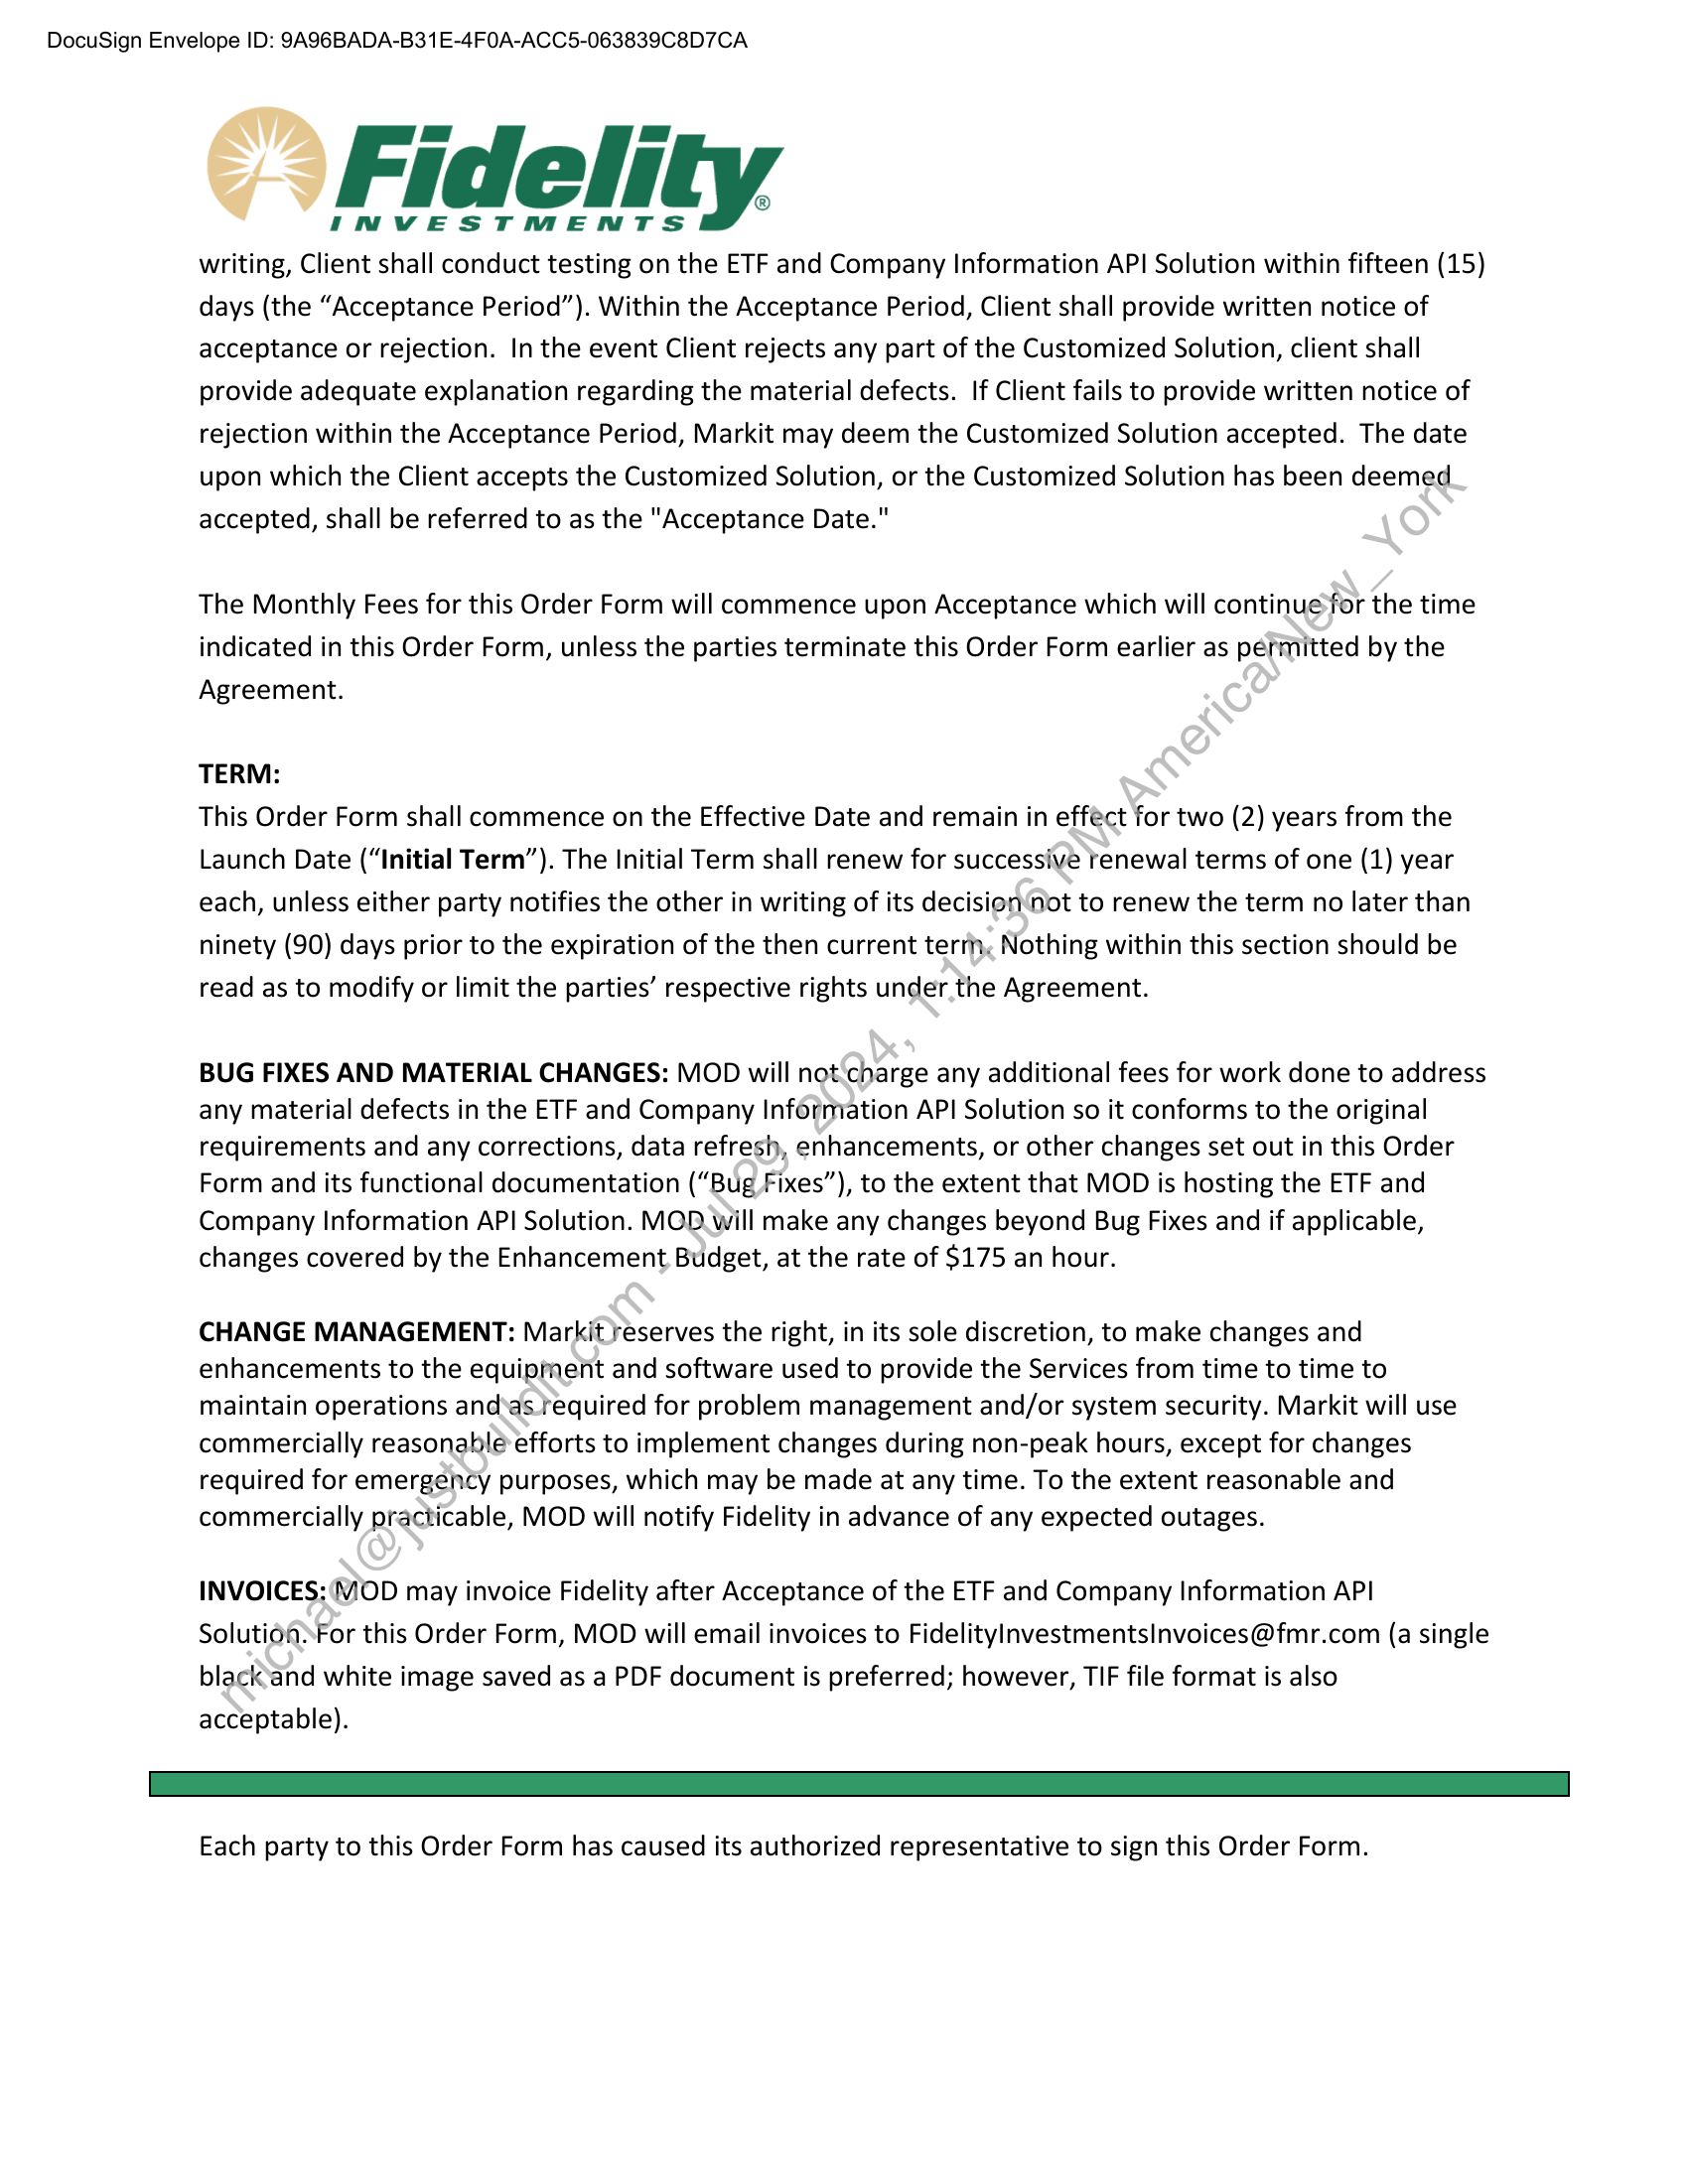 DocuSign Envelope ID: 9A96BADA-B31E-4F0A-ACC5-063839C8D7CA
Fidelity®
INVESTMENTS
writing, Client shall conduct testing on the ETF and Company Information API Solution within fifteen (15)
days (the “Acceptance Period”). Within the Acceptance Period, Client shall provide written notice of
acceptance or rejection.  In the event Client rejects any part of the Customized Solution, client shall
provide adequate explanation regarding the material defects.  If Client fails to provide written notice of
rejection within the Acceptance Period, Markit may deem the Customized Solution accepted.  The date
upon which the Client accepts the Customized Solution, or the Customized Solution has been deemed
accepted, shall be referred to as the "Acceptance Date."
The Monthly Fees for this Order Form will commence upon Acceptance which will continue for the time
indicated in this Order Form, unless the parties terminate this Order Form earlier as permitted by the
Agreement.
TERM:
This Order Form shall commence on the Effective Date and remain in effect for two (2) years from the
Launch Date (“Initial Term”). The Initial Term shall renew for successive renewal terms of one (1) year
each, unless either party notifies the other in writing of its decision not to renew the term no later than
ninety (90) days prior to the expiration of the then current term. Nothing within this section should be
read as to modify or limit the parties’ respective rights under the Agreement.
BUG FIXES AND MATERIAL CHANGES: MOD will not charge any additional fees for work done to address
any material defects in the ETF and Company Information API Solution so it conforms to the original
requirements and any corrections, data refresh, enhancements, or other changes set out in this Order
Form and its functional documentation (“Bug Fixes”), to the extent that MOD is hosting the ETF and
Company Information API Solution. MOD will make any changes beyond Bug Fixes and if applicable,
changes covered by the Enhancement Budget, at the rate of $175 an hour.
CHANGE MANAGEMENT: Markit reserves the right, in its sole discretion, to make changes and
enhancements to the equipment and software used to provide the Services from time to time to
maintain operations and as required for problem management and/or system security. Markit will use
commercially reasonable efforts to implement changes during non-peak hours, except for changes
required for emergency purposes, which may be made at any time. To the extent reasonable and
commercially practicable, MOD will notify Fidelity in advance of any expected outages.
INVOICES: MOD may invoice Fidelity after Acceptance of the ETF and Company Information API
Solution. For this Order Form, MOD will email invoices to FidelityInvestmentsInvoices@fmr.com (a single
black and white image saved as a PDF document is preferred; however, TIF file format is also
acceptable).
Each party to this Order Form has caused its authorized representative to sign this Order Form.
michael@justbuildit.com - Jul 29, 2024, 1:14:36 PM America/New_York